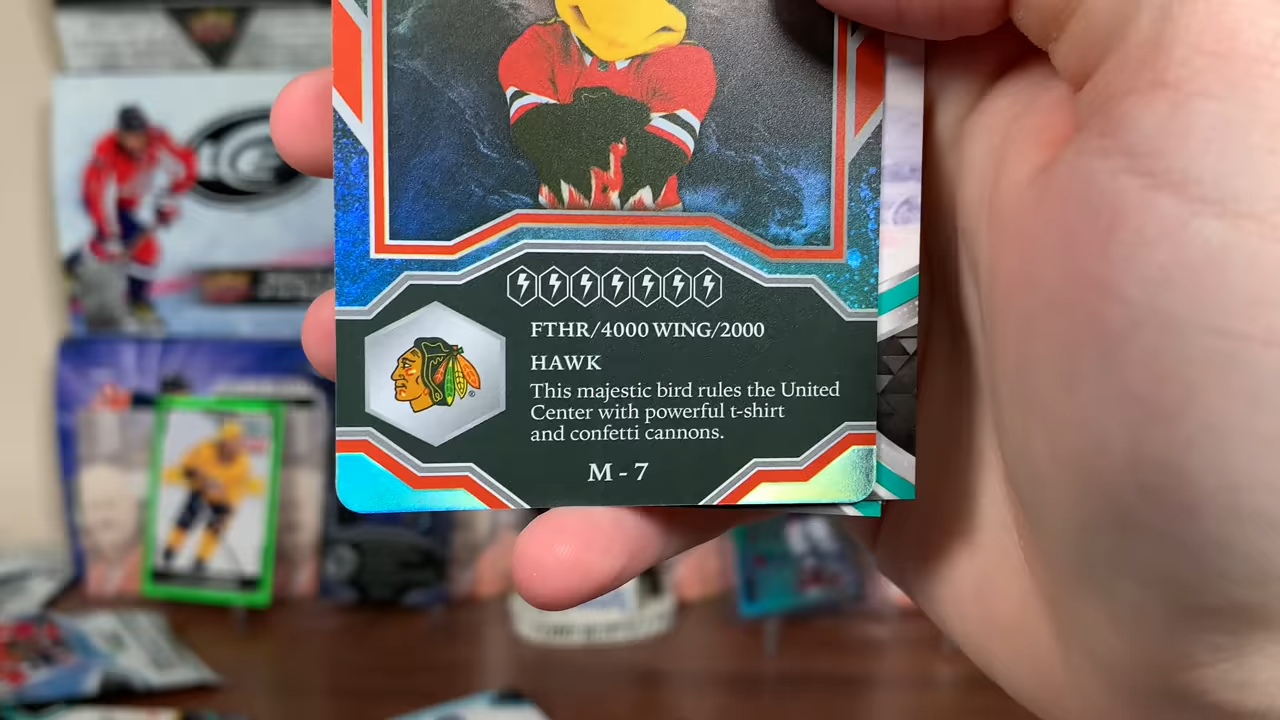 FTHR/4000 WING/2000
HAWK
This majestic bird rules the United
Center with powerful t-shirt
and confetti cannons.
M - 7